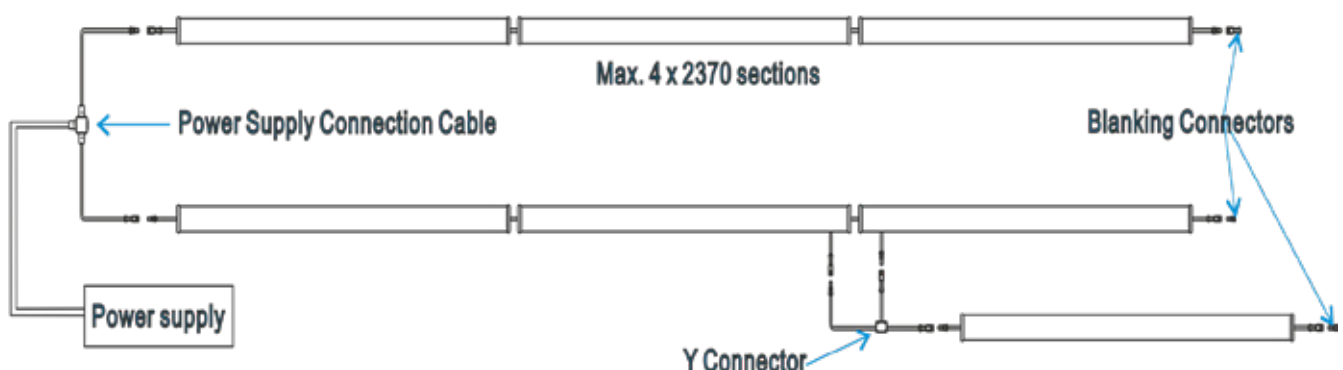 Max. 4 x 2370 sections
Power Supply Connection Cable
Blanking Connectors
Power supply
Y Connector